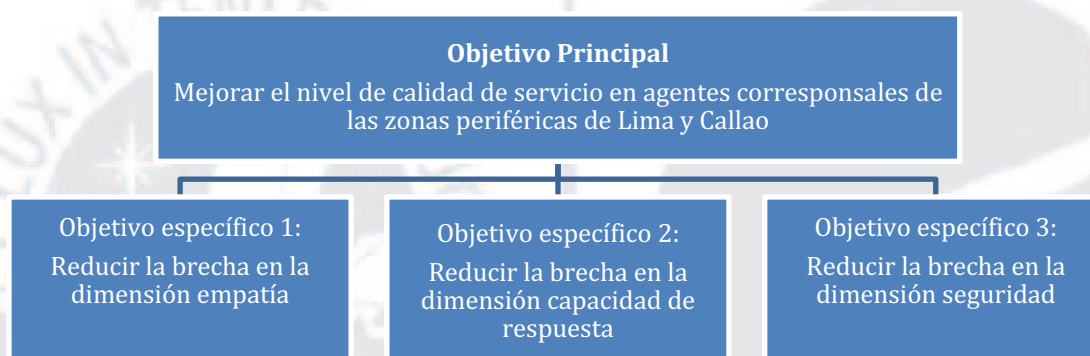 Objetivo Principal
Mejorar el nivel de calidad de servicio en agentes corresponsales de
las zonas periféricas de Lima y Callao
Objetivo específico 1:
Reducir la brecha en la
dimensión empatía
Objetivo específico 2:
Reducir la brecha en la
dimensión capacidad de
respuesta
Objetivo específico 3:
Reducir la brecha en la
dimensión seguridad